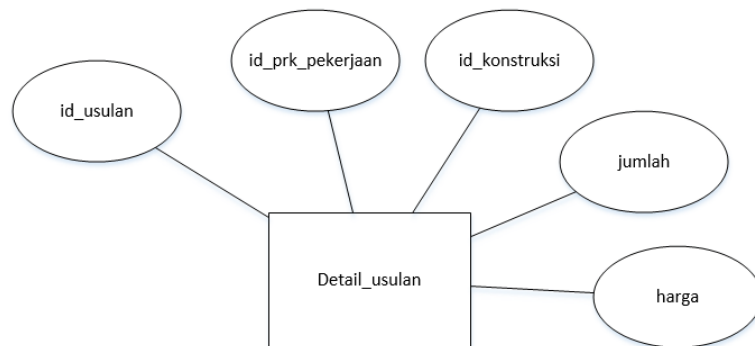 id_prk_pekerjaan
id_konstruksi
id_usulan
jumlah
Detail_usulan
harga